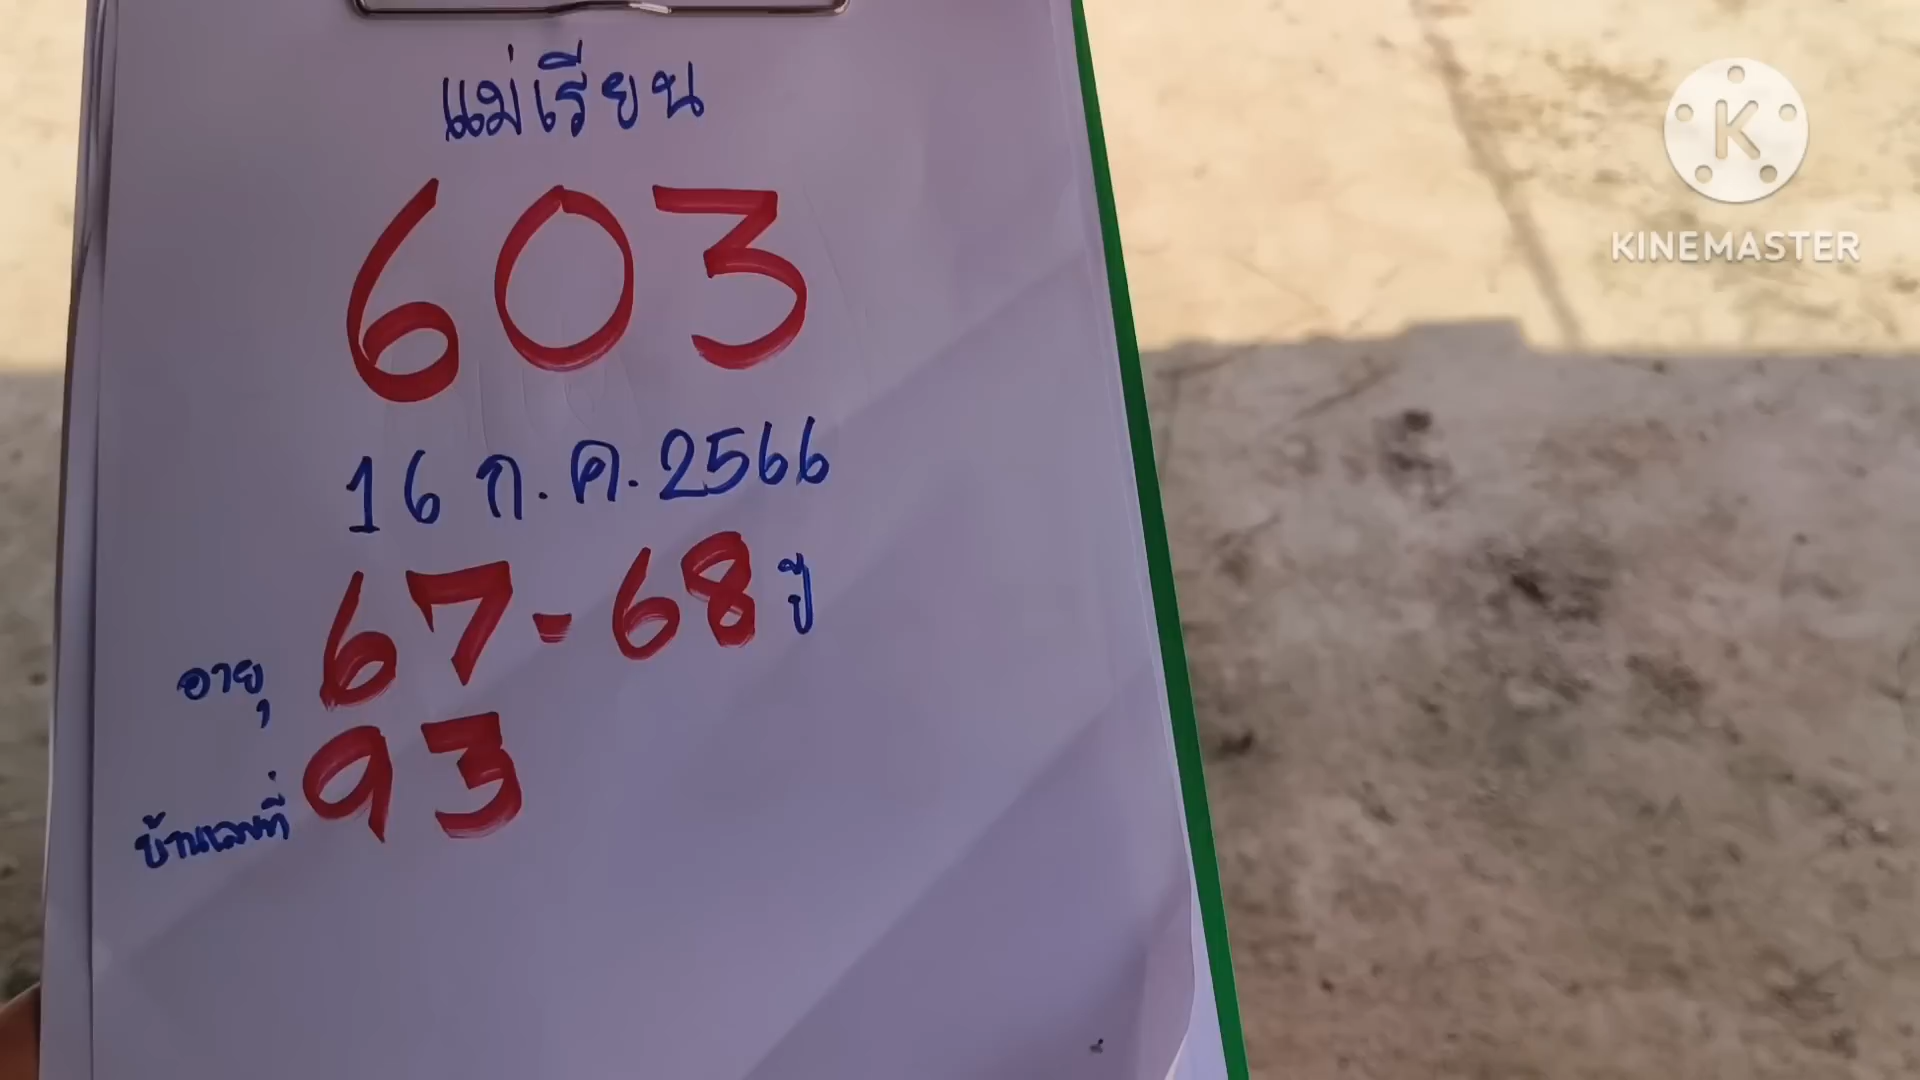 แม่เรียน
603
16 ก.ค.2566
อายุ 67-68 ปี
บ้านเลขที่ 93
K
KINEMASTER